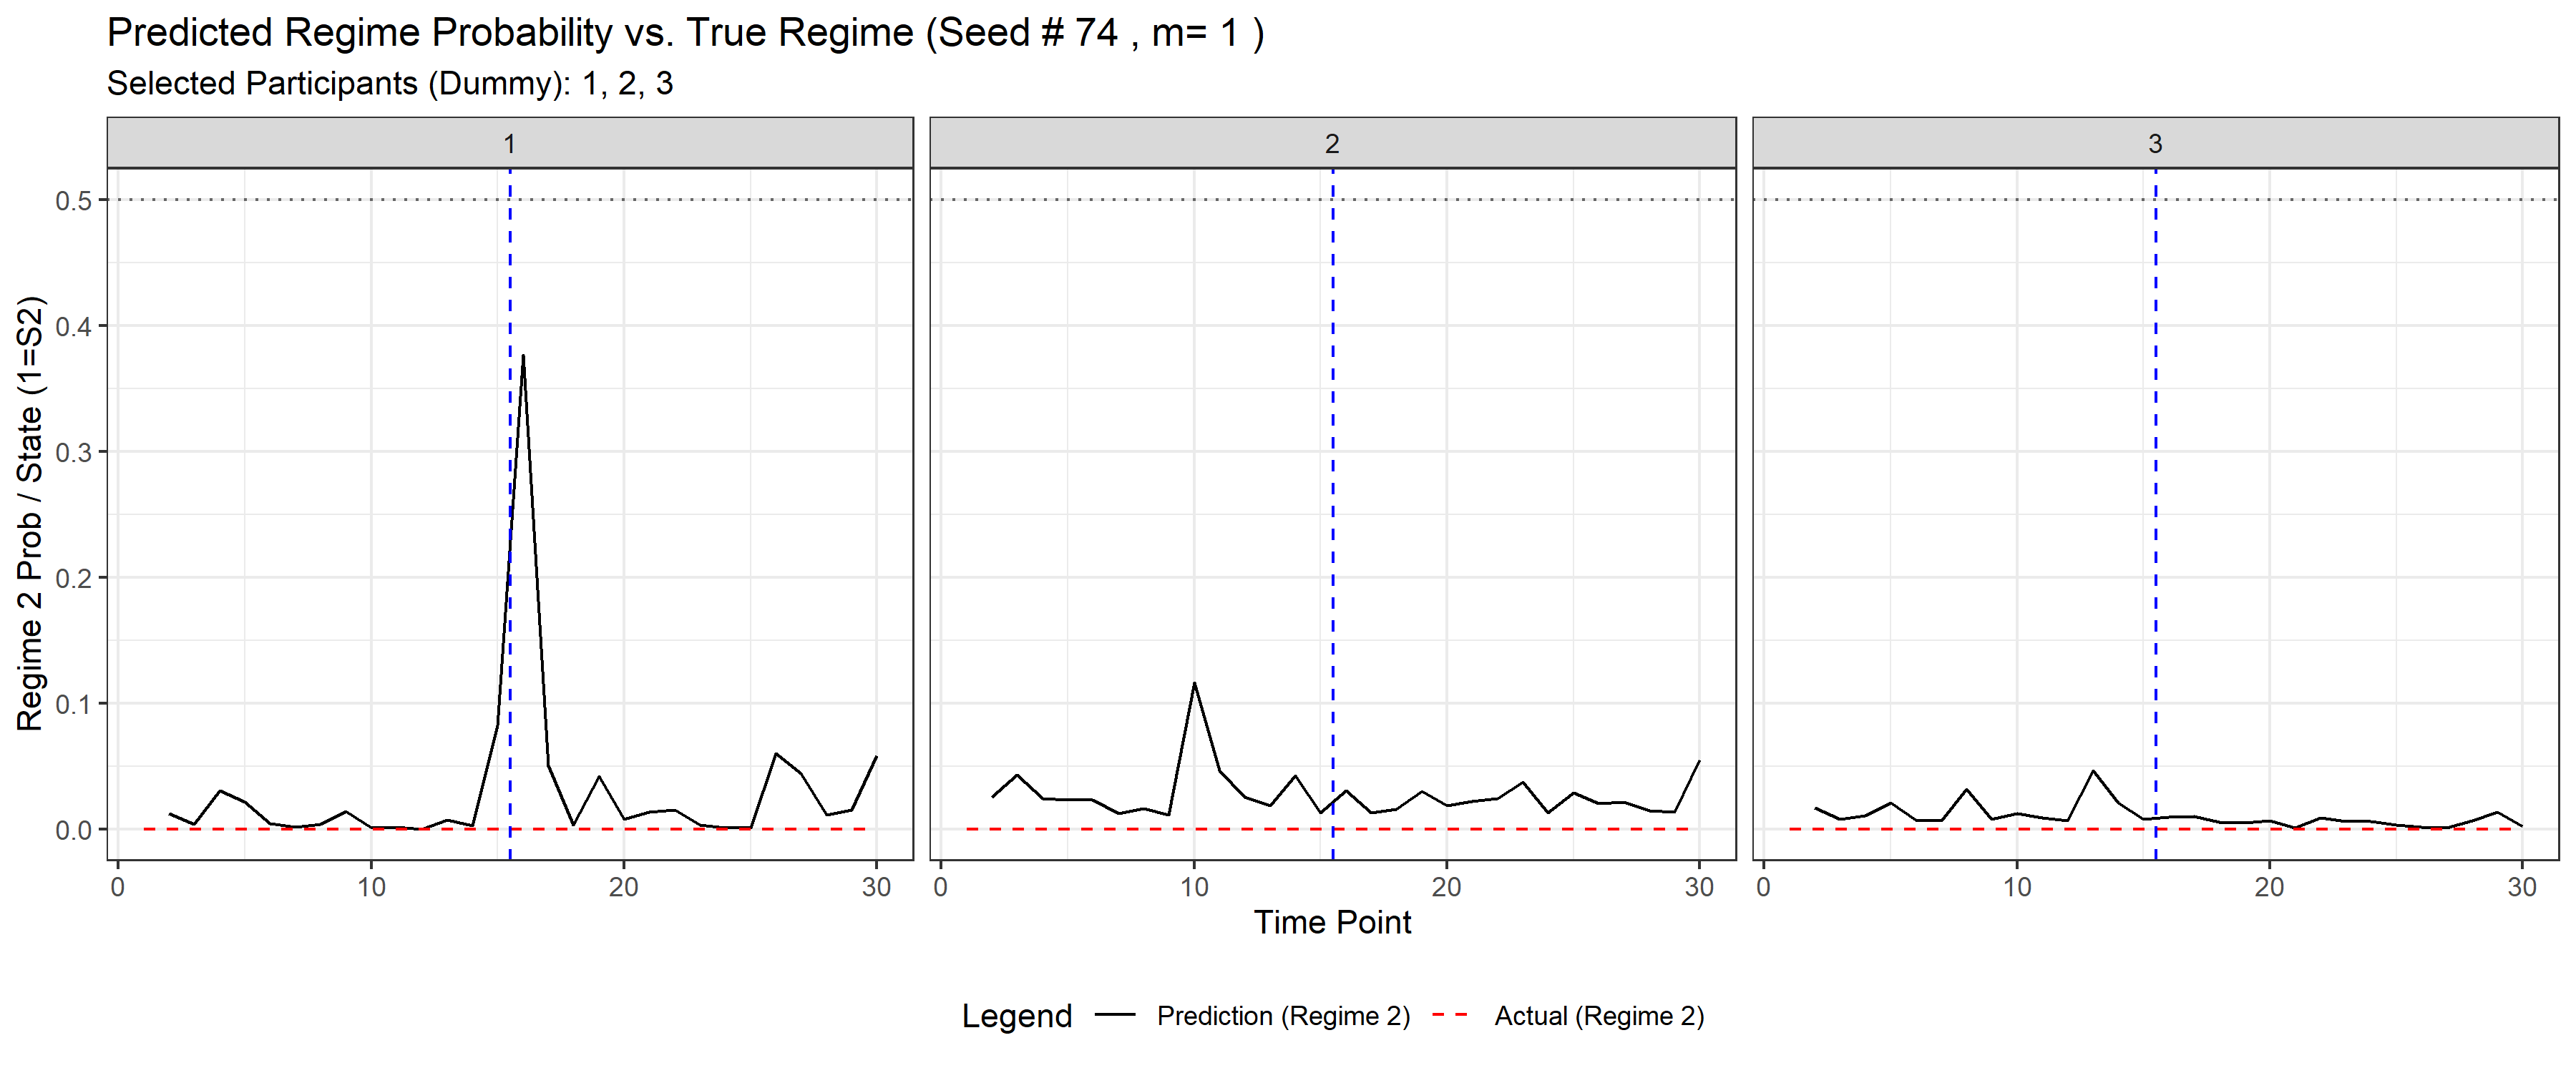 Predicted Regime Probability vs. True Regime (Seed # 74 , m= 1 )
Selected Participants (Dummy): 1, 2, 3
1 2 3
Regime 2 Prob / State (1=S2)
0.5
0.4
0.3
0.2
0.1
0.0
0 10 20 30 0 10 20 30 0 10 20 30
Time Point
Legend Prediction (Regime 2) Actual (Regime 2)